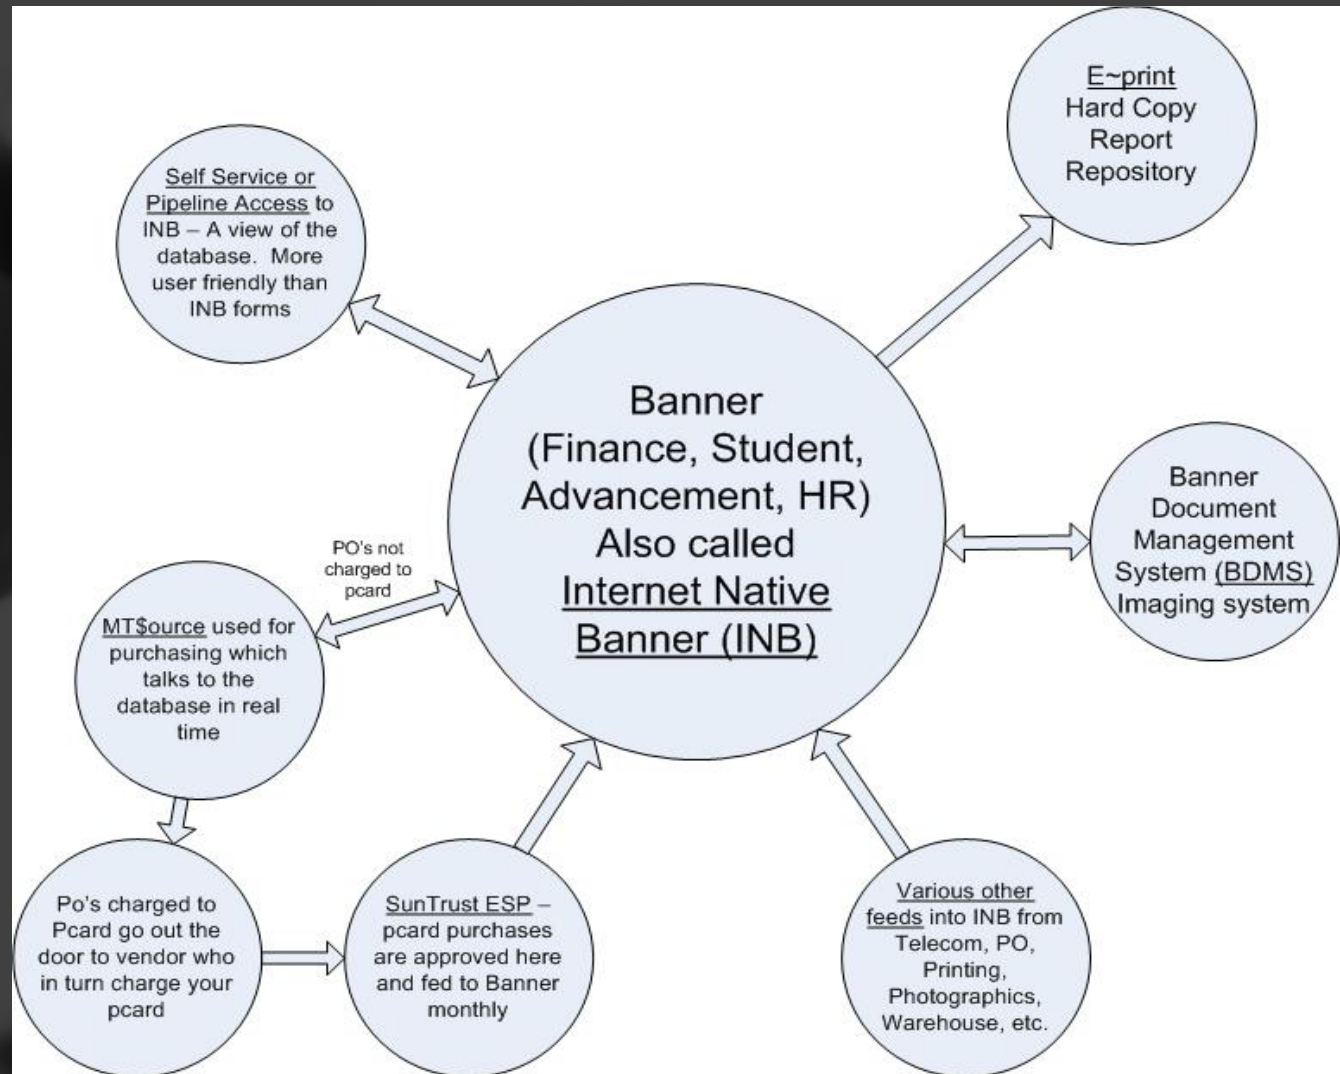 E~print
Hard Copy
Report
Repository
Self Service or
Pipeline Access to
INB – A view of the
database.  More
user friendly than
INB forms
Banner
(Finance, Student,
Advancement, HR)
Also called
Internet Native
Banner (INB)
Banner
Document
Management
System (BDMS)
Imaging system
PO's not
charged to
pcard
MT$ource used for
purchasing which
talks to the
database in real
time
Po's charged to
Pcard go out the
door to vendor who
in turn charge your
pcard
SunTrust ESP –
pcard purchases
are approved here
and fed to Banner
monthly
Various other
feeds into INB from
Telecom, PO,
Printing,
Photographics,
Warehouse, etc.